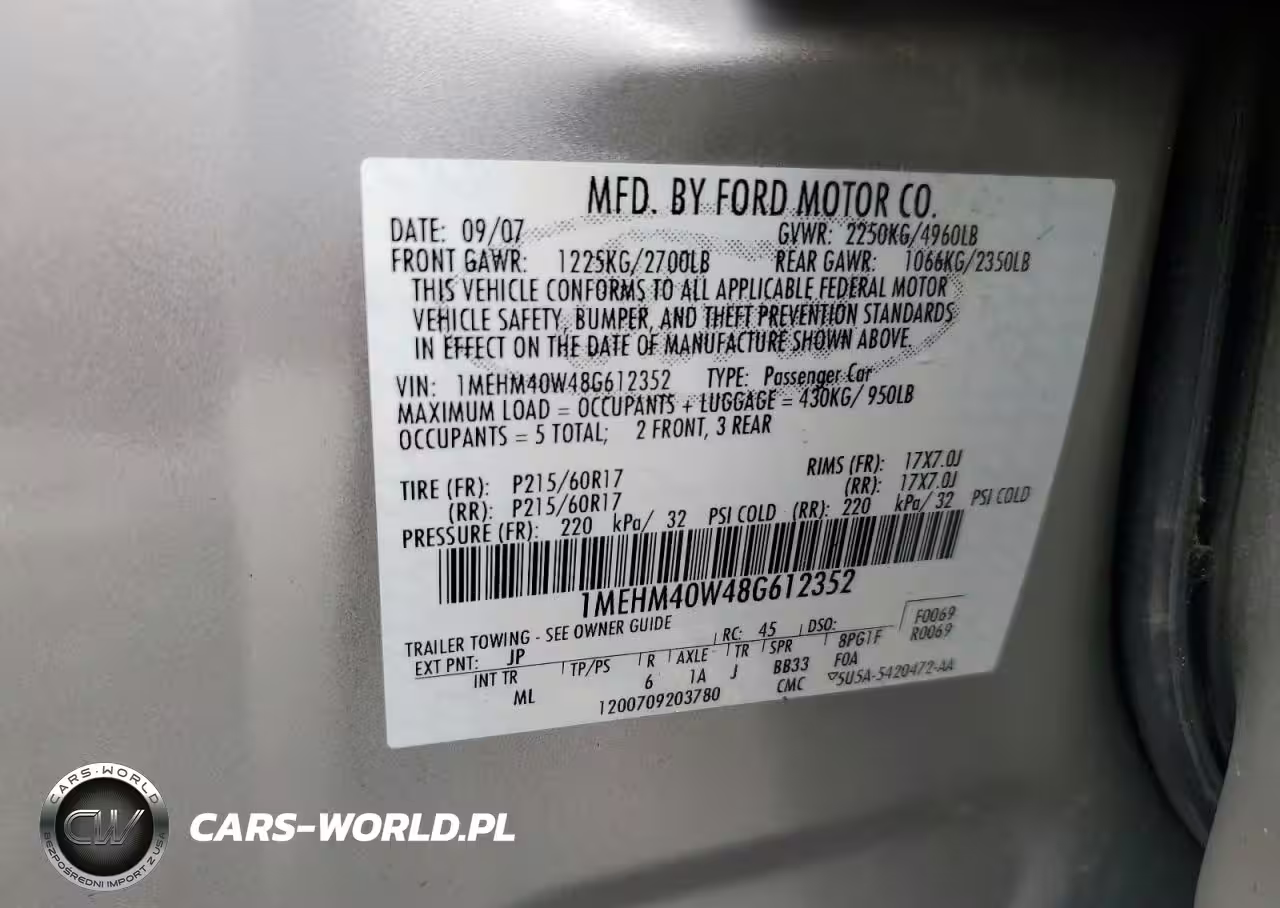 MFD. BY FORD MOTOR CO.
DATE: 09/07 GVWR: 2250KG/4960LB
FRONT GAWR: 1225KG/2700LB REAR GAWR: 1066KG/2350LB
THIS VEHICLE CONFORMS TO ALL APPLICABLE FEDERAL MOTOR
VEHICLE SAFETY, BUMPER, AND THEFT PREVENTION STANDARDS
IN EFFECT ON THE DATE OF MANUFACTURE SHOWN ABOVE.
VIN: 1MEHM40W48G612352 TYPE: Passenger Car
MAXIMUM LOAD = OCCUPANTS + LUGGAGE = 430KG/ 950LB
OCCUPANTS = 5 TOTAL; 2 FRONT, 3 REAR
TIRE (FR): P215/60R17 RIMS (FR): 17X7.0J
(RR): P215/60R17 (RR): 17X7.0J
PRESSURE (FR): 220 kPa/ 32 PSI COLD (RR): 220 kPa/ 32 PSI COLD
1MEHM40W48G612352
TRAILER TOWING - SEE OWNER GUIDE RC: 45 DSO: F0069
EXT PNT: JP 8PG1F R0069
INT TR TP/PS R AXLE TR SPR F0A
ML 6 1A J BB33 5U5A-5420472-AA
1200709203780 CMC
CARS-WORLD
CW
BEZPOŚREDNI IMPORT Z USA
CARS-WORLD.PL